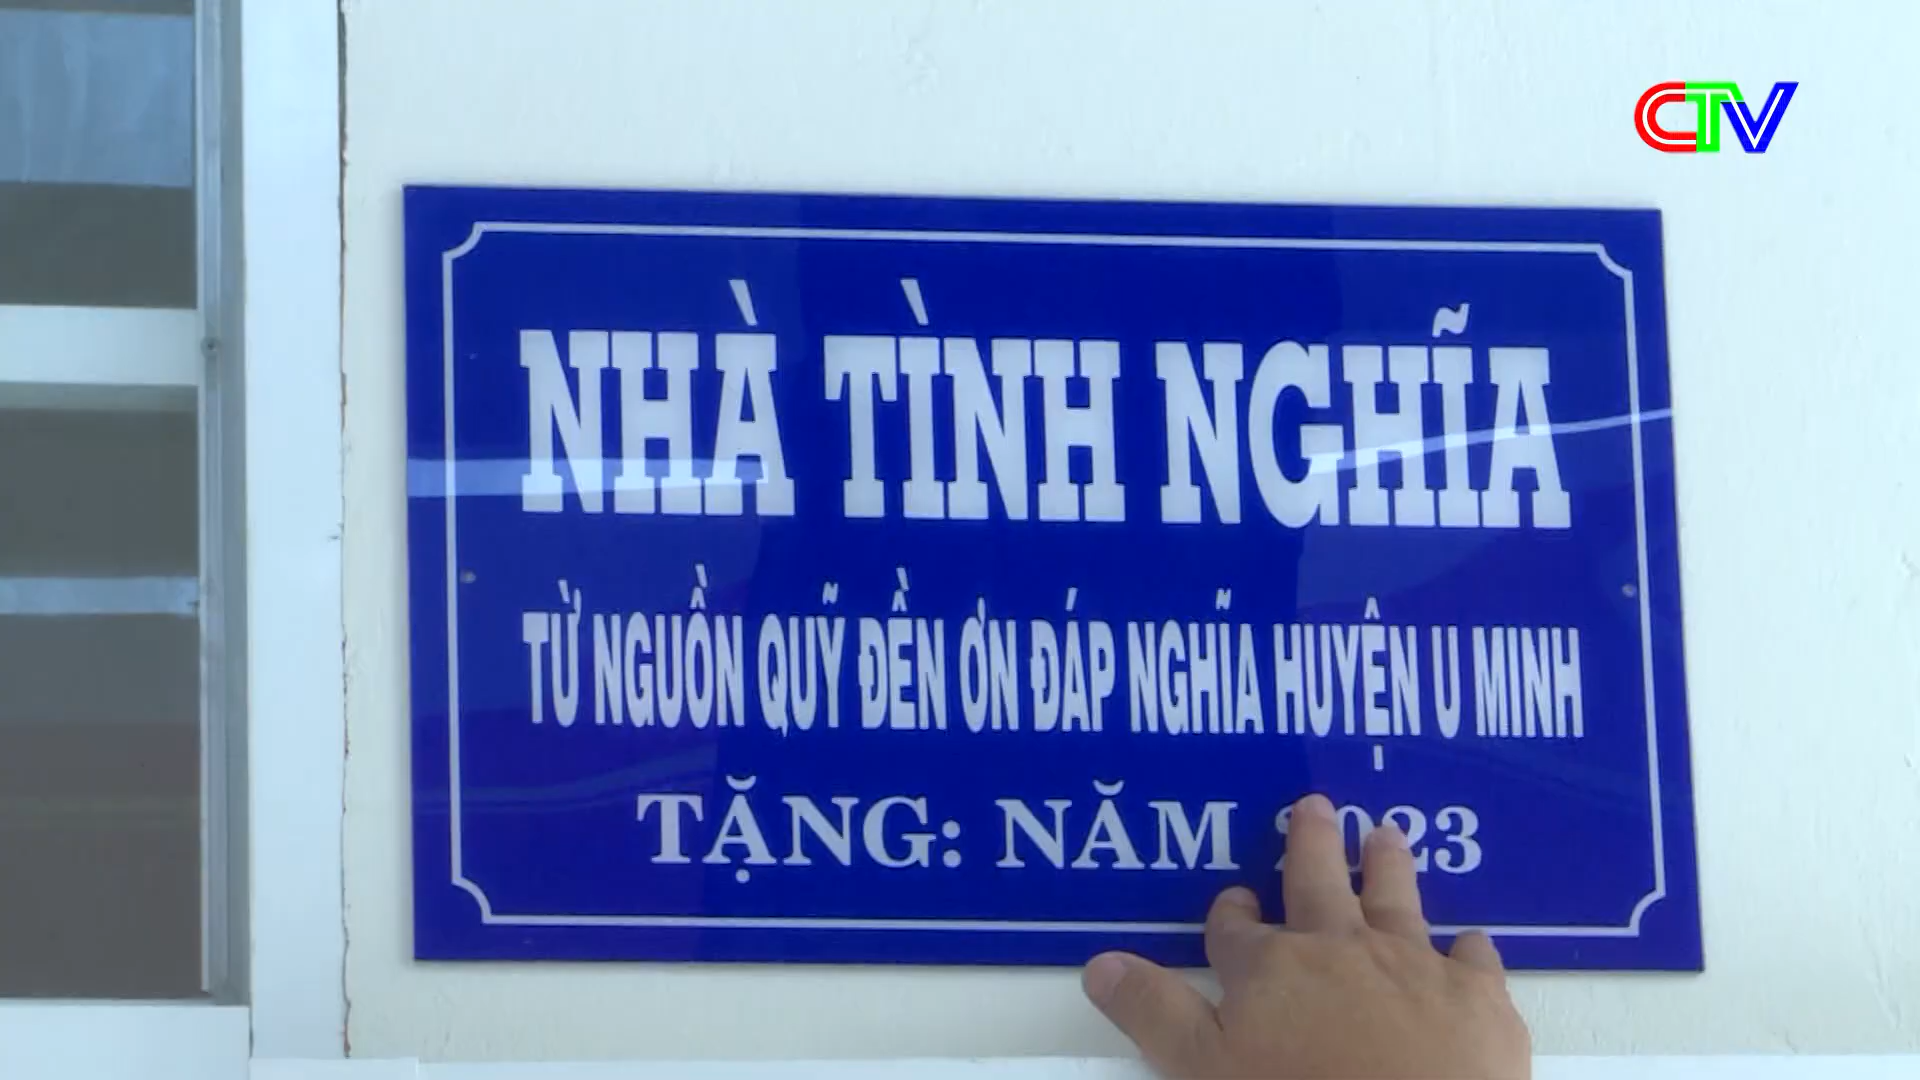 CTV
NHÀ TÌNH NGHĨA
TỪ NGUỒN QUỸ ĐỀN ƠN ĐÁP NGHĨA HUYỆN U MINH
TẶNG: NĂM 2023